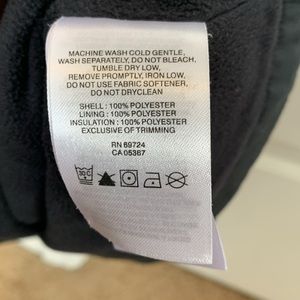 MACHINE WASH COLD GENTLE,
WASH SEPARATELY, DO NOT BLEACH,
TUMBLE DRY LOW,
REMOVE PROMPTLY, IRON LOW,
DO NOT USE FABRIC SOFTENER,
DO NOT DRYCLEAN
SHELL : 100% POLYESTER
LINING : 100% POLYESTER
INSULATION : 100% POLYESTER
EXCLUSIVE OF TRIMMING
RN 69724
CA 05367
30 C